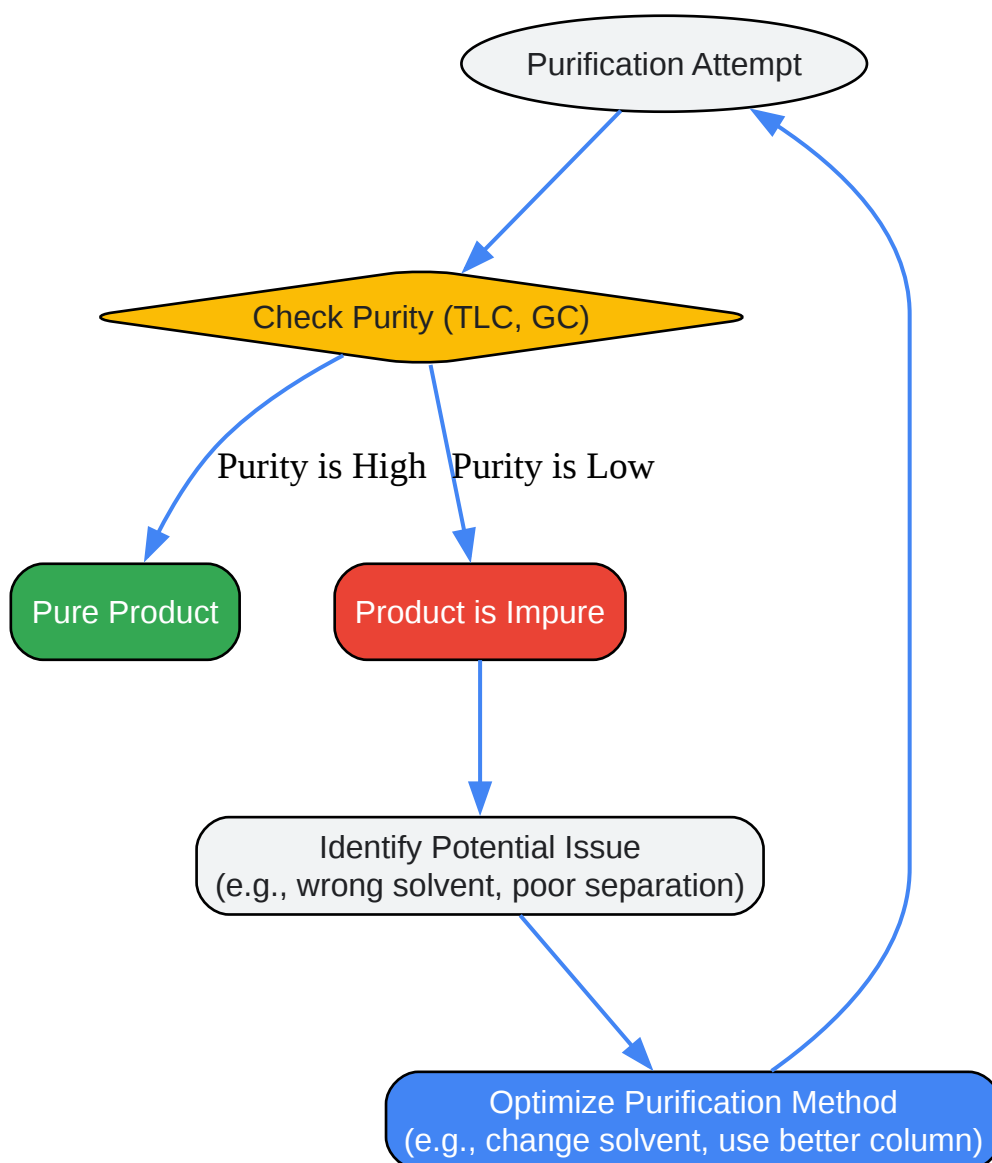 Purification Attempt
Check Purity (TLC, GC)
Purity is High
Purity is Low
Pure Product
Product is Impure
Identify Potential Issue
(e.g., wrong solvent, poor separation)
Optimize Purification Method
(e.g., change solvent, use better column)